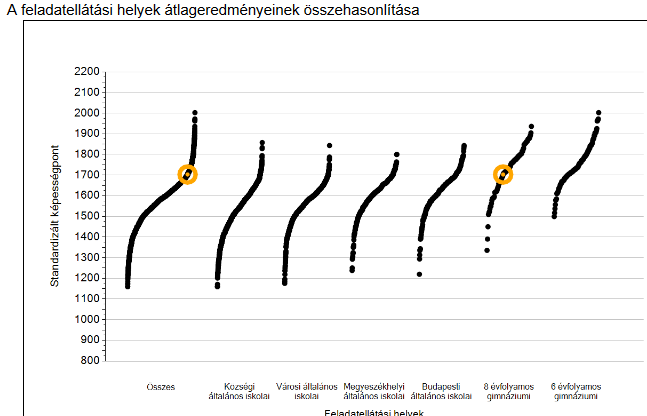 A feladatellátási helyek átlageredményeinek összehasonlítása
Standardizált képességpont
2200
2100
2000
1900
1800
1700
1600
1500
1400
1300
1200
1100
1000
900
800
Összes
Községi általános iskolai
Városi általános iskolai
Megyeszékhelyi általános iskolai
Budapesti általános iskolai
8 évfolyamos gimnáziumi
6 évfolyamos gimnáziumi
Feladatellátási helyek